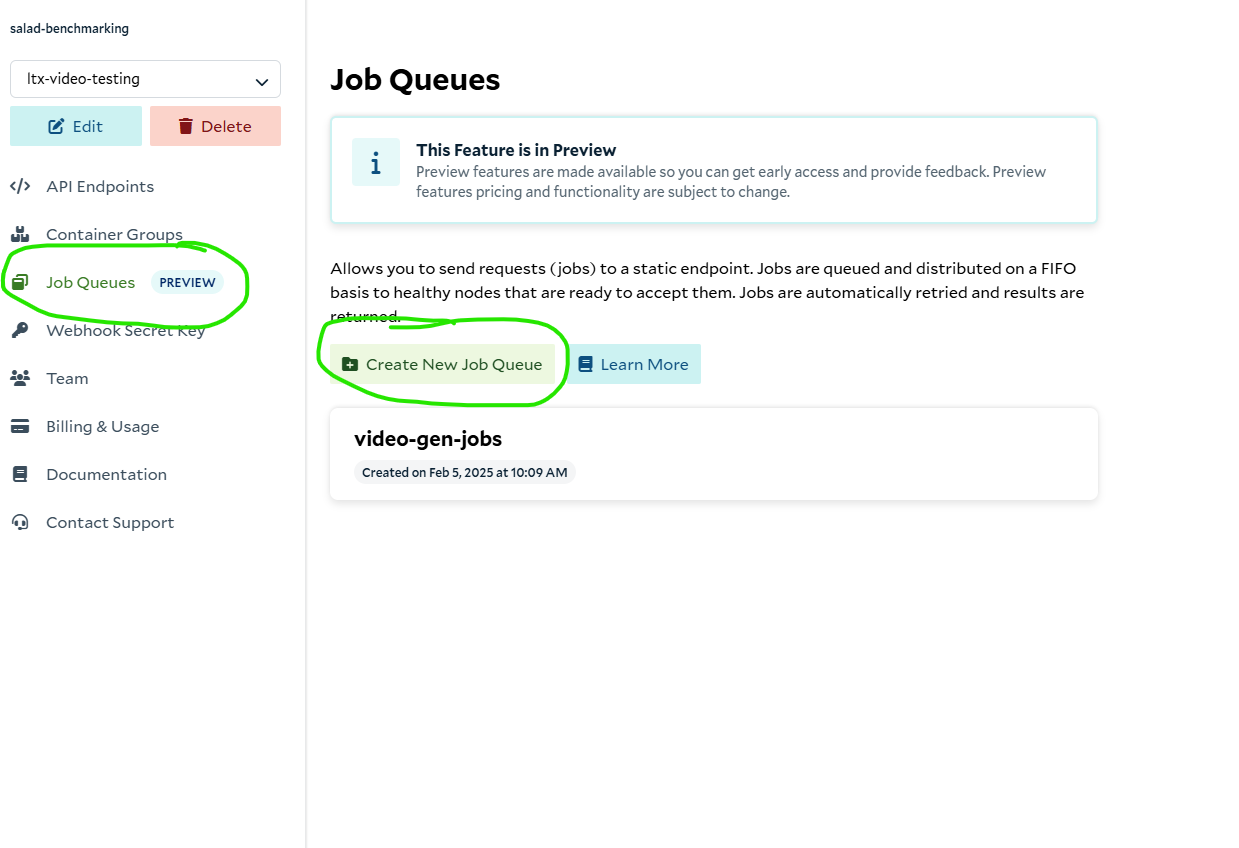 salad-benchmarking
ltx-video-testing
Edit
Delete
API Endpoints
Container Groups
Job Queues PREVIEW
Webhook Secret Key
Team
Billing & Usage
Documentation
Contact Support
Job Queues
This Feature is in Preview
Preview features are made available so you can get early access and provide feedback. Preview
features pricing and functionality are subject to change.
Allows you to send requests (jobs) to a static endpoint. Jobs are queued and distributed on a FIFO
basis to healthy nodes that are ready to accept them. Jobs are automatically retried and results are
returned.
Create New Job Queue
Learn More
video-gen-jobs
Created on Feb 5, 2025 at 10:09 AM